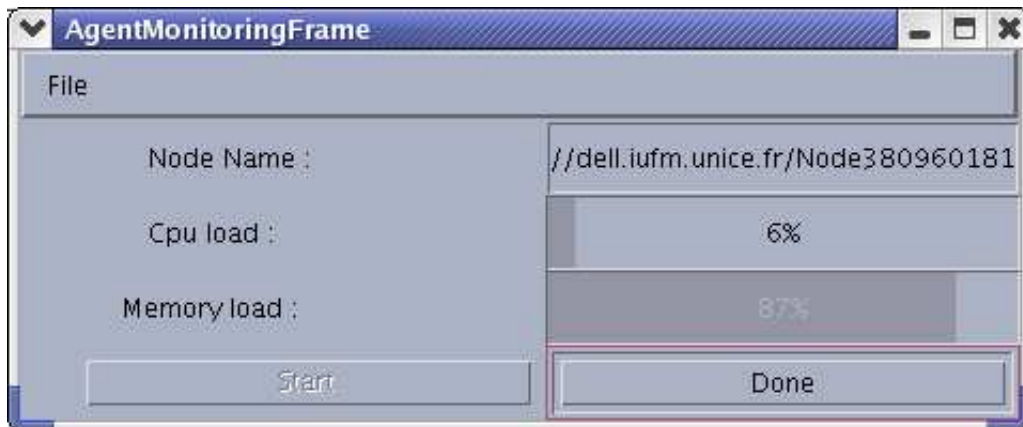 AgentMonitoringFrame
File
Node Name : //dell.iufm.unice.fr/Node380960181
Cpu load : 6%
Memory load : 87%
Start Done